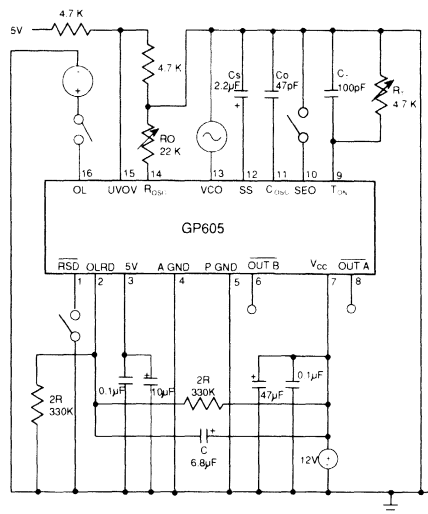 4.7 K
5V
4.7 K
Cs
2.2µF
Co
47pF
C-
100pF
R-
4.7 K
RO
22 K
16 15 14 13 12 11 10 9
OL UVOV ROSC VCO SS COSC SEO TON
GP605
RSD OLRD 5V A GND P GND OUT B VCC OUT A
1 2 3 4 5 6 7 8
2R
330K
0.1µF
10µF
2R
330K
47µF
0.1µF
C
6.8µF
12V